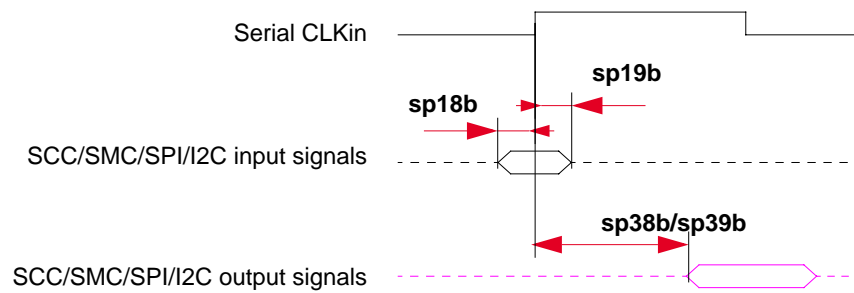 Serial CLKin
sp19b
sp18b
SCC/SMC/SPI/I2C input signals
sp38b/sp39b
SCC/SMC/SPI/I2C output signals